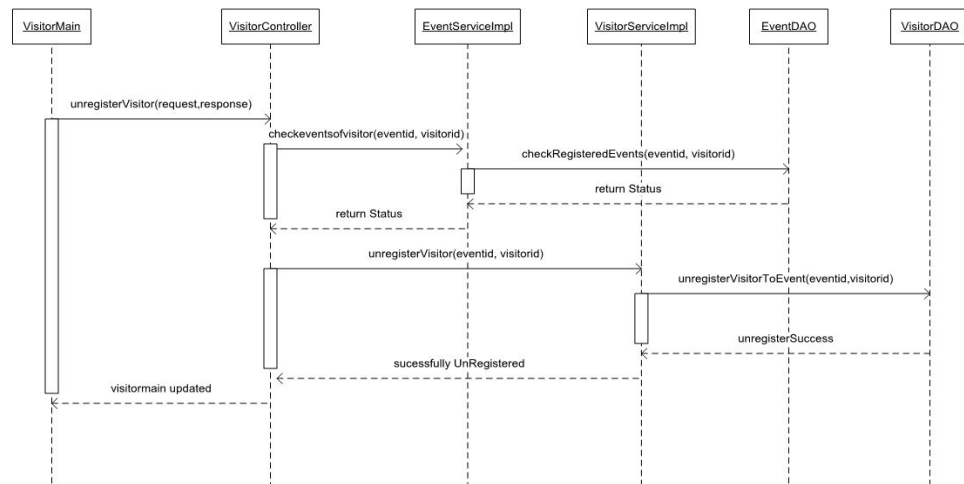 VisitorMain
VisitorController
EventServiceImpl
VisitorServiceImpl
EventDAO
VisitorDAO
unregisterVisitor(request,response)
checkeventsofvisitor(eventid, visitorid)
checkRegisteredEvents(eventid, visitorid)
return Status
return Status
unregisterVisitor(eventid, visitorid)
unregisterVisitorToEvent(eventid,visitorid)
unregisterSuccess
sucessfully UnRegistered
visitormain updated